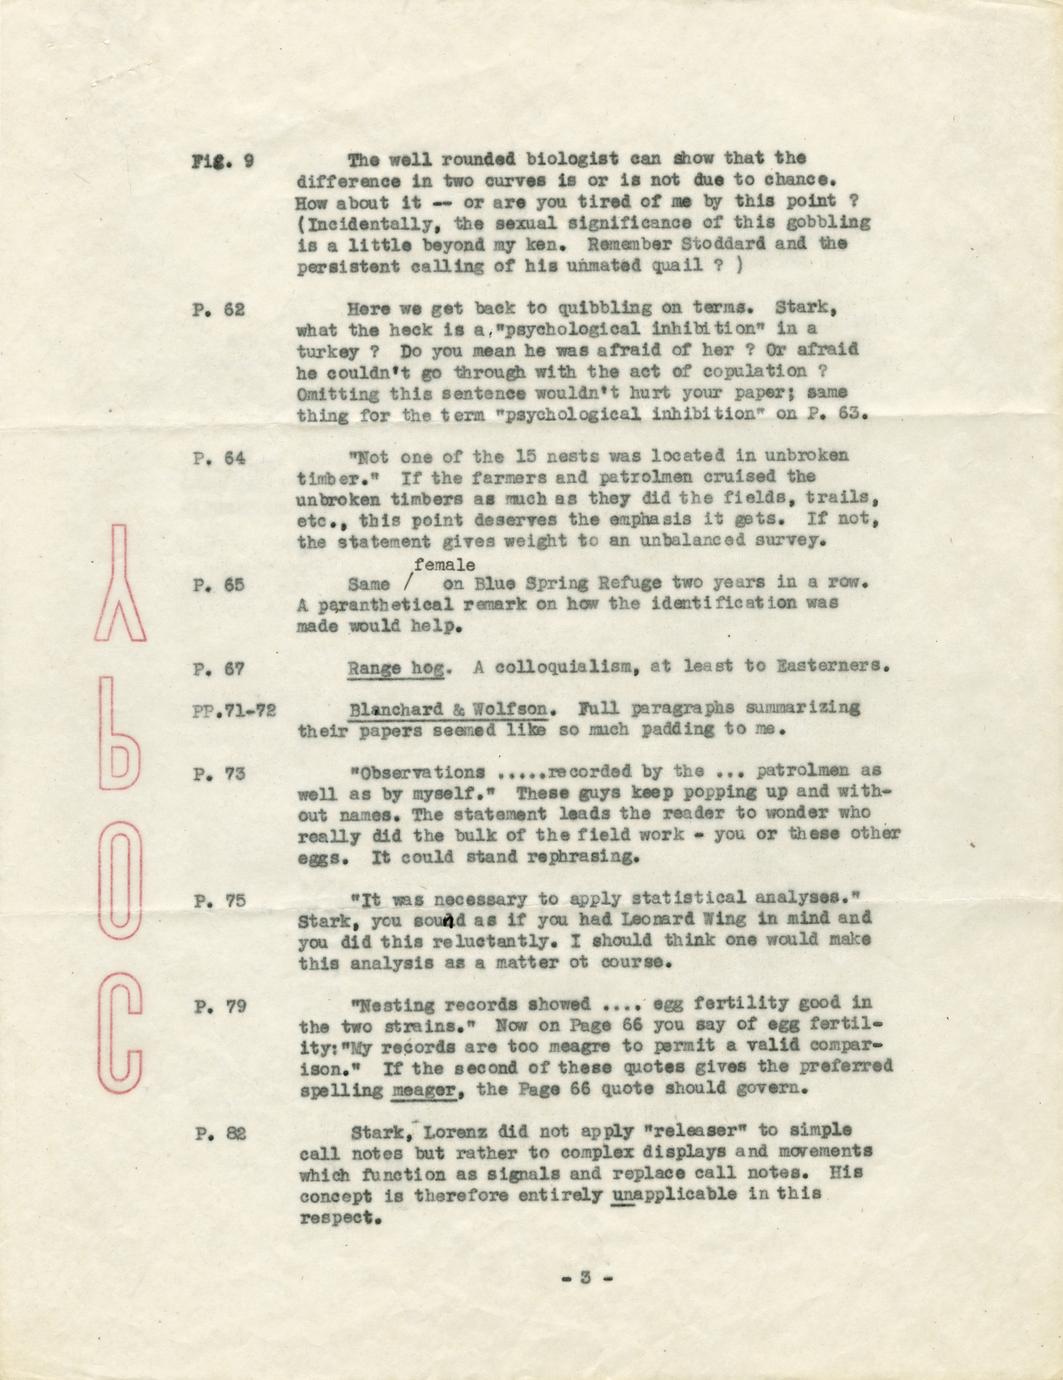 Fig. 9 The well rounded biologist can show that the
difference in two curves is or is not due to chance.
How about it -- or are you tired of me by this point ?
(Incidentally, the sexual significance of this gobbling
is a little beyond my ken. Remember Stoddard and the
persistent calling of his unmated quail ? )
P. 62 Here we get back to quibbling on terms. Stark,
what the heck is a,"psychological inhibition" in a
turkey ? Do you mean he was afraid of her ? Or afraid
he couldn't go through with the act of copulation ?
Omitting this sentence wouldn't hurt your paper; same
thing for the term "psychological inhibition" on P. 63.
P. 64 "Not one of the 15 nests was located in unbroken
timber." If the farmers and patrolmen cruised the
unbroken timbers as much as they did the fields, trails,
etc., this point deserves the emphasis it gets. If not,
the statement gives weight to an unbalanced survey.
female
P. 65 Same / on Blue Spring Refuge two years in a row.
A paranthetical remark on how the identification was
made would help.
P. 67 Range hog. A colloquialism, at least to Easterners.
PP.71-72 Blanchard & Wolfson. Full paragraphs summarizing
their papers seemed like so much padding to me.
P. 73 "Observations .....recorded by the ... patrolmen as
well as by myself." These guys keep popping up and with-
out names. The statement leads the reader to wonder who
really did the bulk of the field work - you or these other
eggs. It could stand rephrasing.
P. 75 "It was necessary to apply statistical analyses."
Stark, you sound as if you had Leonard Wing in mind and
you did this reluctantly. I should think one would make
this analysis as a matter ot course.
P. 79 "Nesting records showed .... egg fertility good in
the two strains." Now on Page 66 you say of egg fertil-
ity:"My records are too meagre to permit a valid compar-
ison." If the second of these quotes gives the preferred
spelling meager, the Page 66 quote should govern.
P. 82 Stark, Lorenz did not apply "releaser" to simple
call notes but rather to complex displays and movements
which function as signals and replace call notes. His
concept is therefore entirely unapplicable in this
respect.
- 3 -
COPY